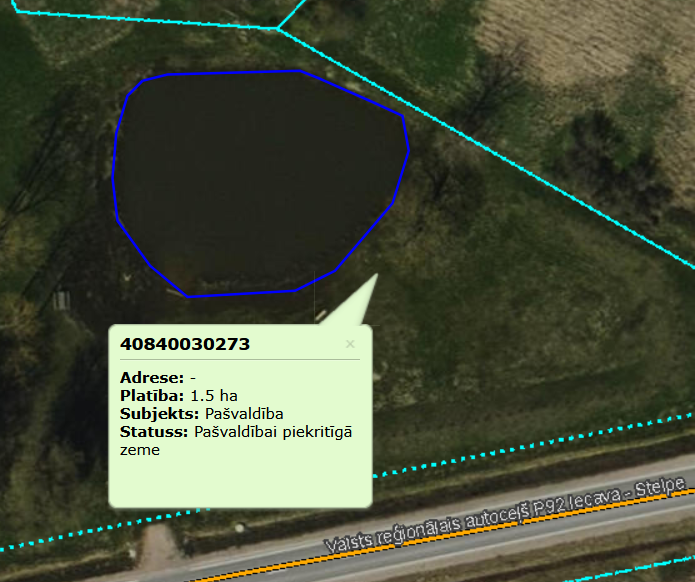 40840030273 ×
Adrese: -
Platība: 1.5 ha
Subjekts: Pašvaldība
Statuss: Pašvaldībai piekritīgā
zeme
Valsts reģionālais autoceļš P92 Iecava - Stelpe